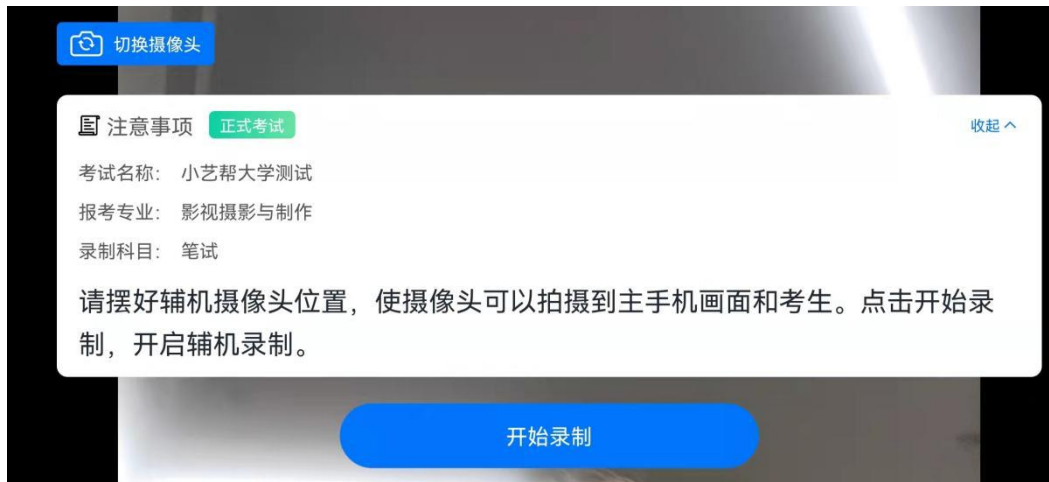 切换摄像头
注意事项 正式考试 收起
考试名称： 小艺帮大学测试
报考专业： 影视摄影与制作
录制科目： 笔试
请摆好辅机摄像头位置，使摄像头可以拍摄到主手机画面和考生。点击开始录
制，开启辅机录制。
开始录制